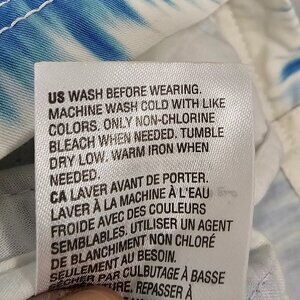 US WASH BEFORE WEARING.
MACHINE WASH COLD WITH LIKE
COLORS. ONLY NON-CHLORINE
BLEACH WHEN NEEDED. TUMBLE
DRY LOW. WARM IRON WHEN
NEEDED.
CA LAVER AVANT DE PORTER.
LAVER À LA MACHINE À L'EAU
FROIDE AVEC DE COULEURS
SEMBLABLES. UTILISER UN AGENT
DE BLANCHIMENT NON CHLORÉ
SEULEMENT AU BESOIN.
SÉCHER PAR CULBUTAGE À BASSE
REPASSER À